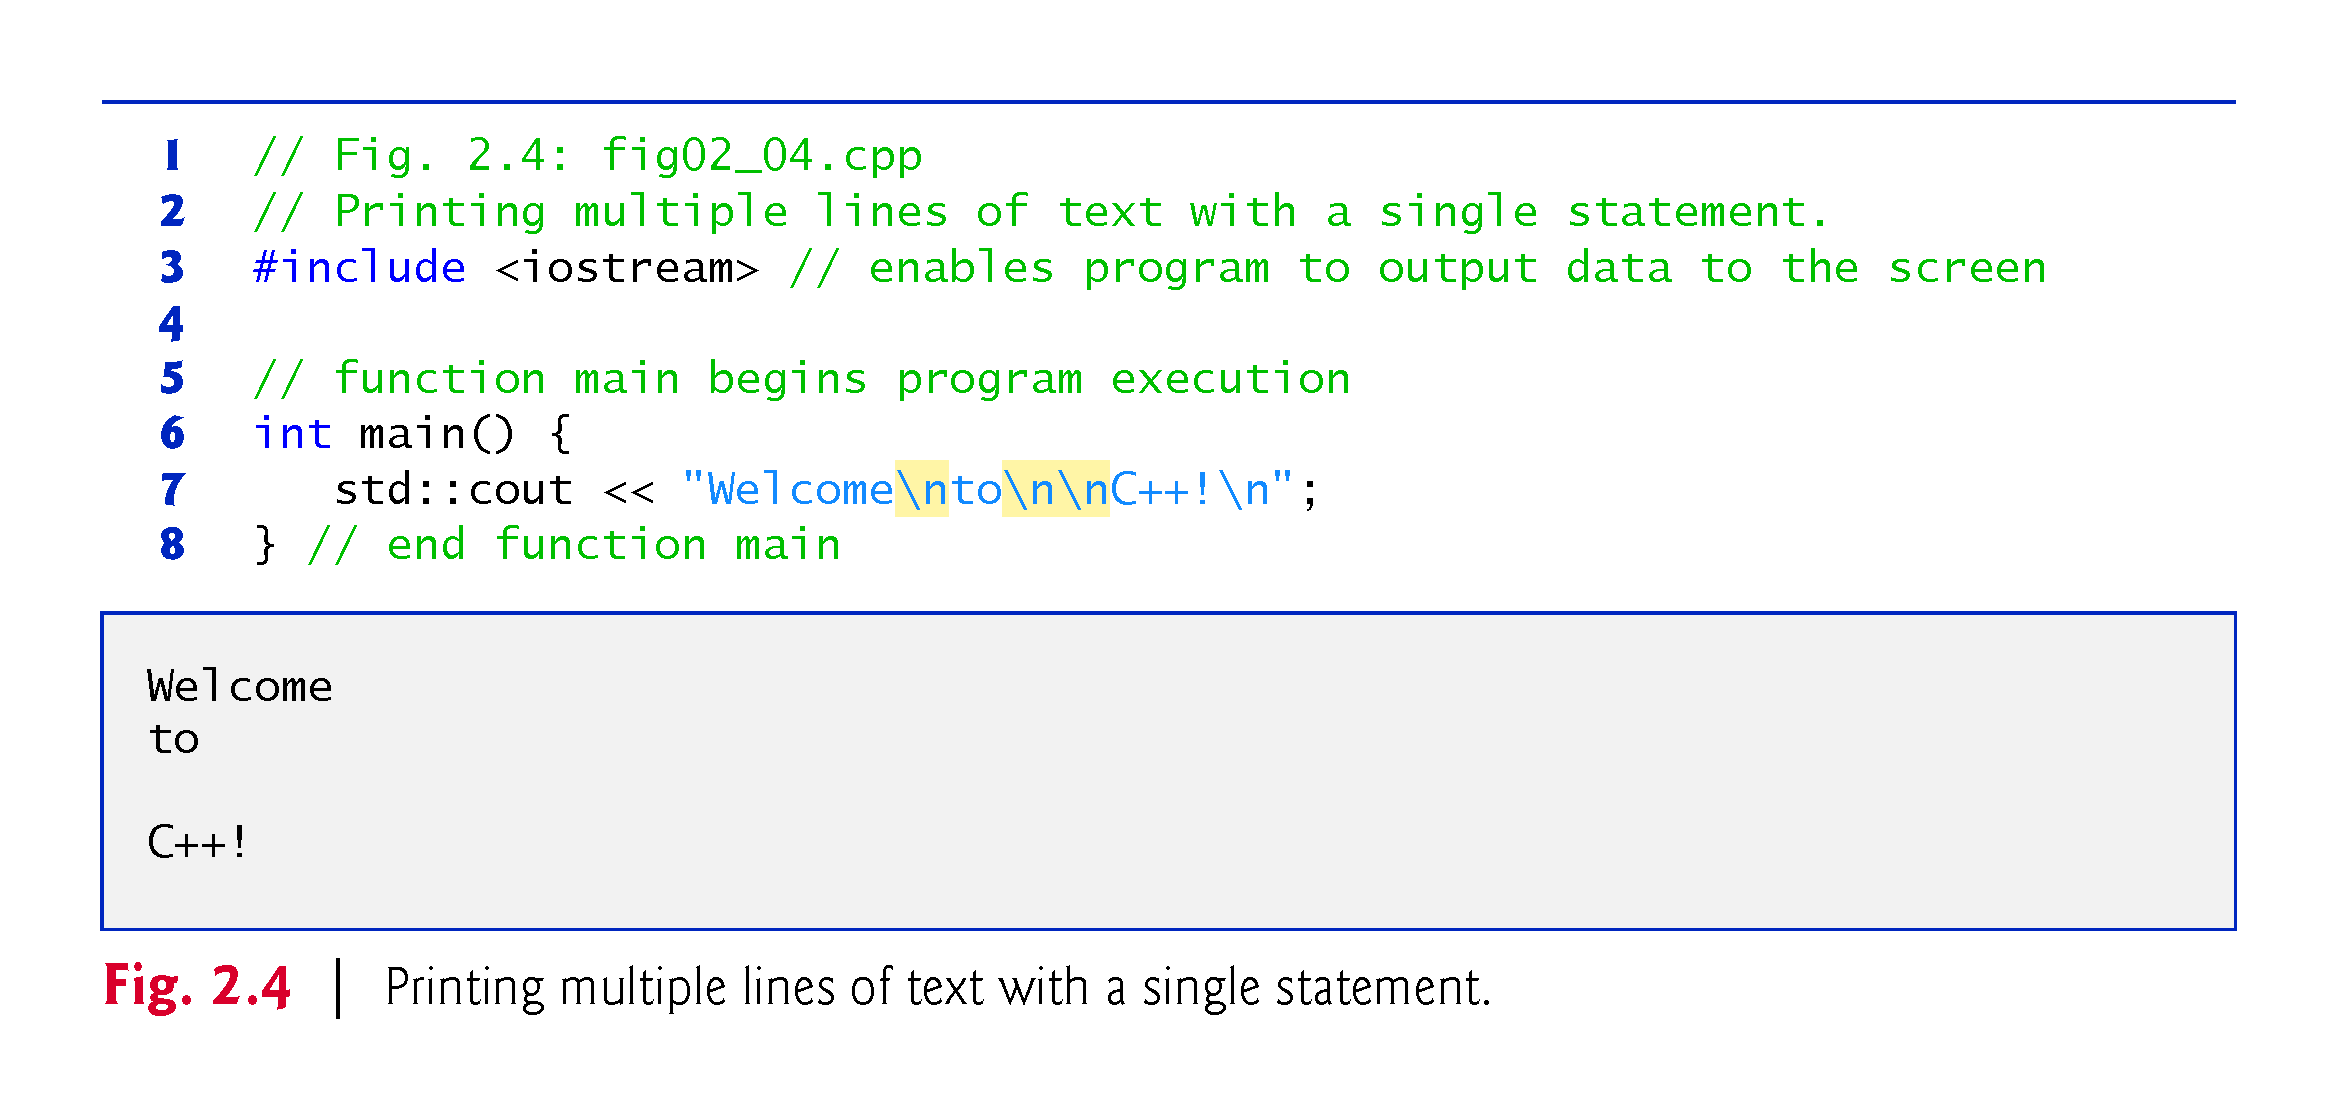 1 // Fig. 2.4: fig02_04.cpp
2 // Printing multiple lines of text with a single statement.
3 #include <iostream> // enables program to output data to the screen
4
5 // function main begins program execution
6 int main() {
7    std::cout << "Welcome\nto\n\nC++!\n";
8 } // end function main
Welcome
to

C++!
Fig. 2.4 | Printing multiple lines of text with a single statement.